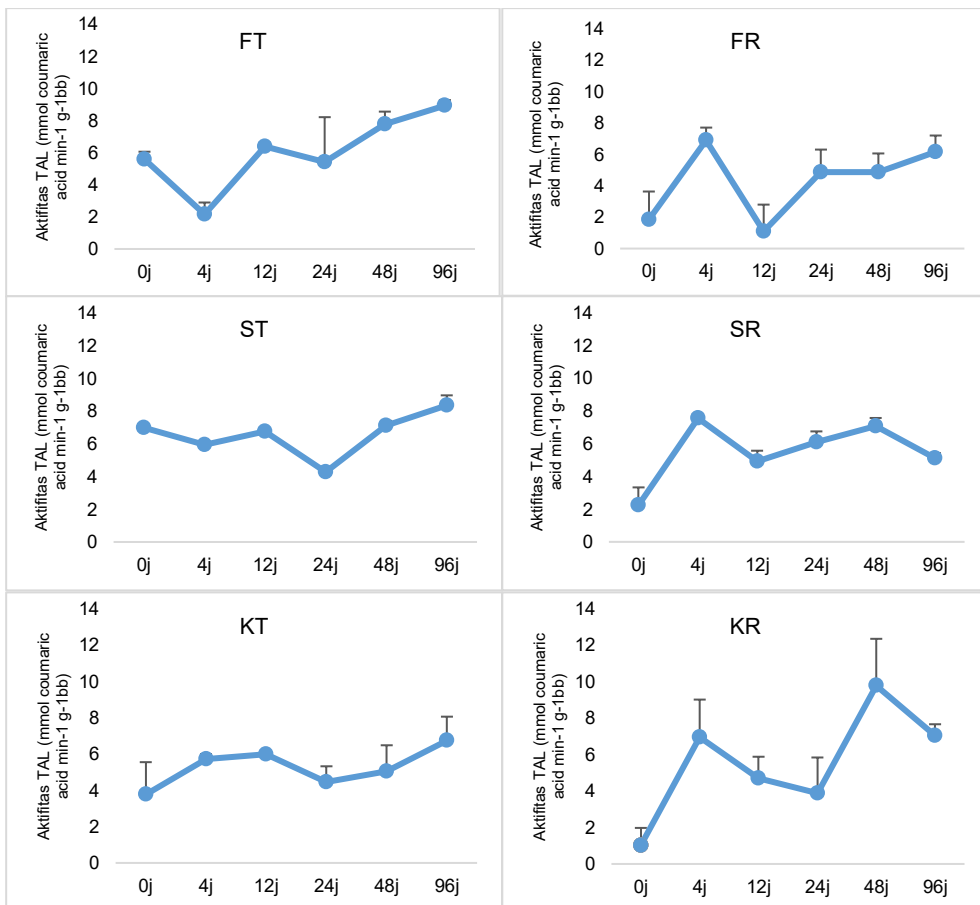 FT
Aktifitas TAL (mmol coumaric
acid min-1 g-1bb)
14
12
10
8
6
4
2
0
0j 4j 12j 24j 48j 96j
FR
Aktifitas TAL (mmol coumaric
acid min-1 g-1bb)
14
12
10
8
6
4
2
0
0j 4j 12j 24j 48j 96j
ST
Aktifitas TAL (mmol coumaric
acid min-1 g-1bb)
14
12
10
8
6
4
2
0
0j 4j 12j 24j 48j 96j
SR
Aktifitas TAL (mmol coumaric
acid min-1 g-1bb)
14
12
10
8
6
4
2
0
0j 4j 12j 24j 48j 96j
KT
Aktifitas TAL (mmol coumaric
acid min-1 g-1bb)
14
12
10
8
6
4
2
0
0j 4j 12j 24j 48j 96j
KR
Aktifitas TAL (mmol coumaric
acid min-1 g-1bb)
14
12
10
8
6
4
2
0
0j 4j 12j 24j 48j 96j